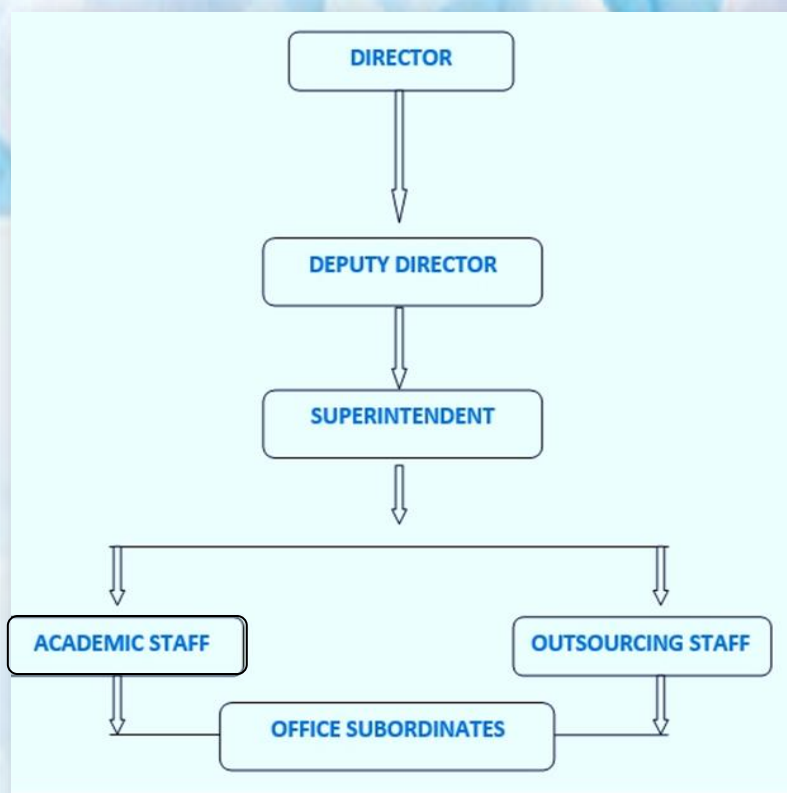 DIRECTOR
DEPUTY DIRECTOR
SUPERINTENDENT
ACADEMIC STAFF
OUTSOURCING STAFF
OFFICE SUBORDINATES